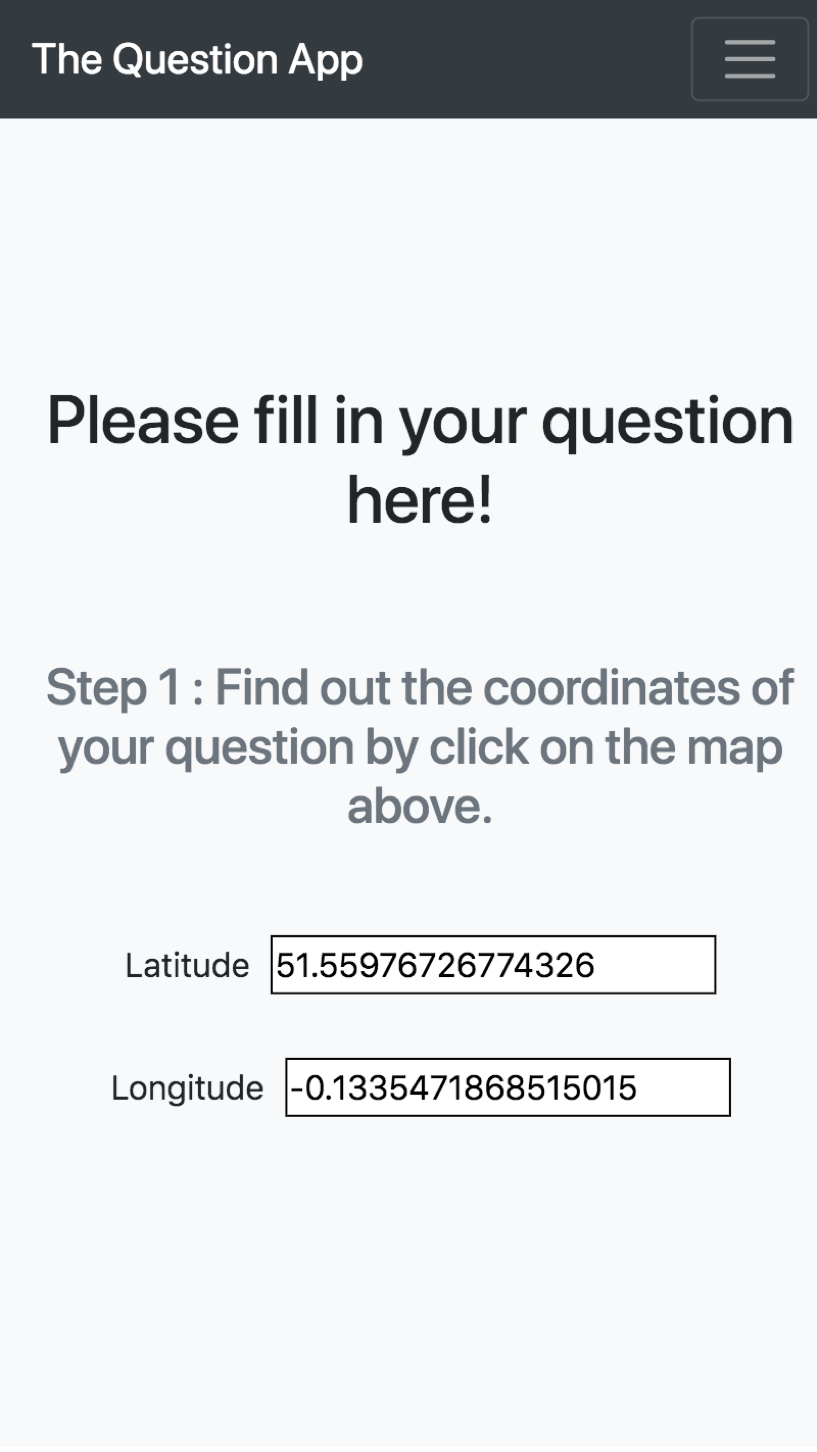 The Question App
Please fill in your question
here!
Step 1 : Find out the coordinates of
your question by click on the map
above.
Latitude 51.55976726774326
Longitude -0.1335471868515015